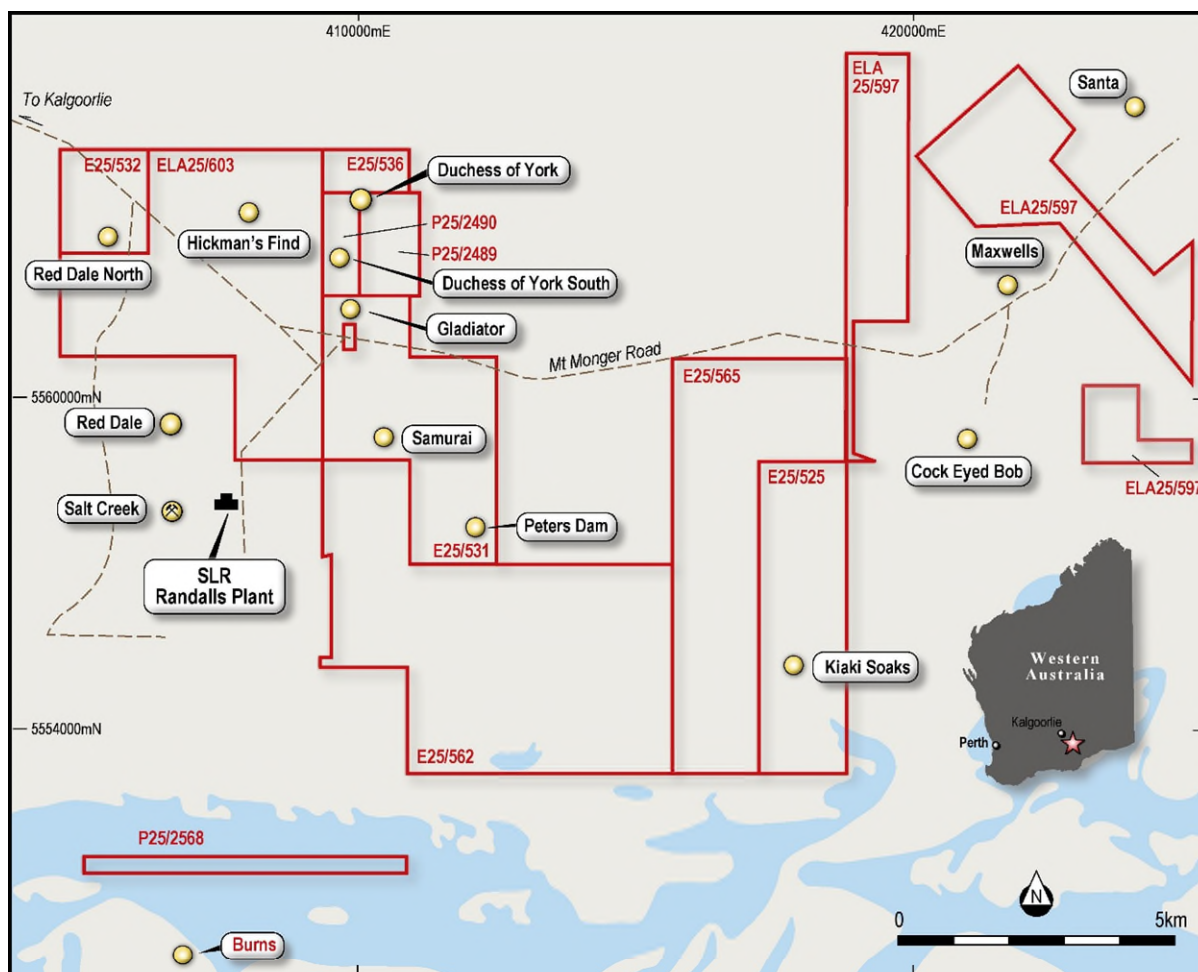 410000mE
420000mE
To Kalgoorlie
ELA
25/597
Santa
E25/532
ELA25/603
E25/536
Duchess of York
P25/2490
P25/2489
ELA25/597
Hickman's Find
Red Dale North
Duchess of York South
Maxwells
Gladiator
Mt Monger Road
E25/565
5560000mN
Red Dale
Samurai
Cock Eyed Bob
E25/525
ELA25/597
Salt Creek
Peters Dam
E25/531
SLR
Randalls Plant
Kiaki Soaks
Western
Australia
Kalgoorlie
Perth
5554000mN
E25/562
P25/2568
N
0
5km
Burns